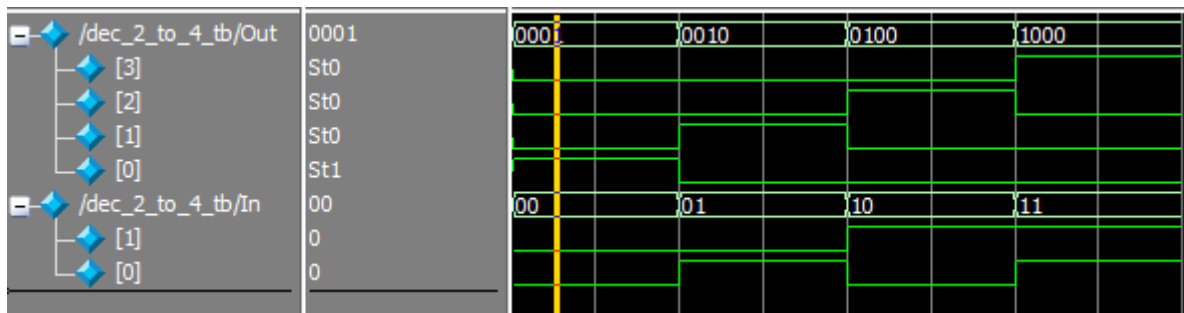 /dec_2_to_4_tb/Out 0001 0001 0010 0100 1000
[3] St0
[2] St0
[1] St0
[0] St1
/dec_2_to_4_tb/In 00 00 01 10 11
[1] 0
[0] 0